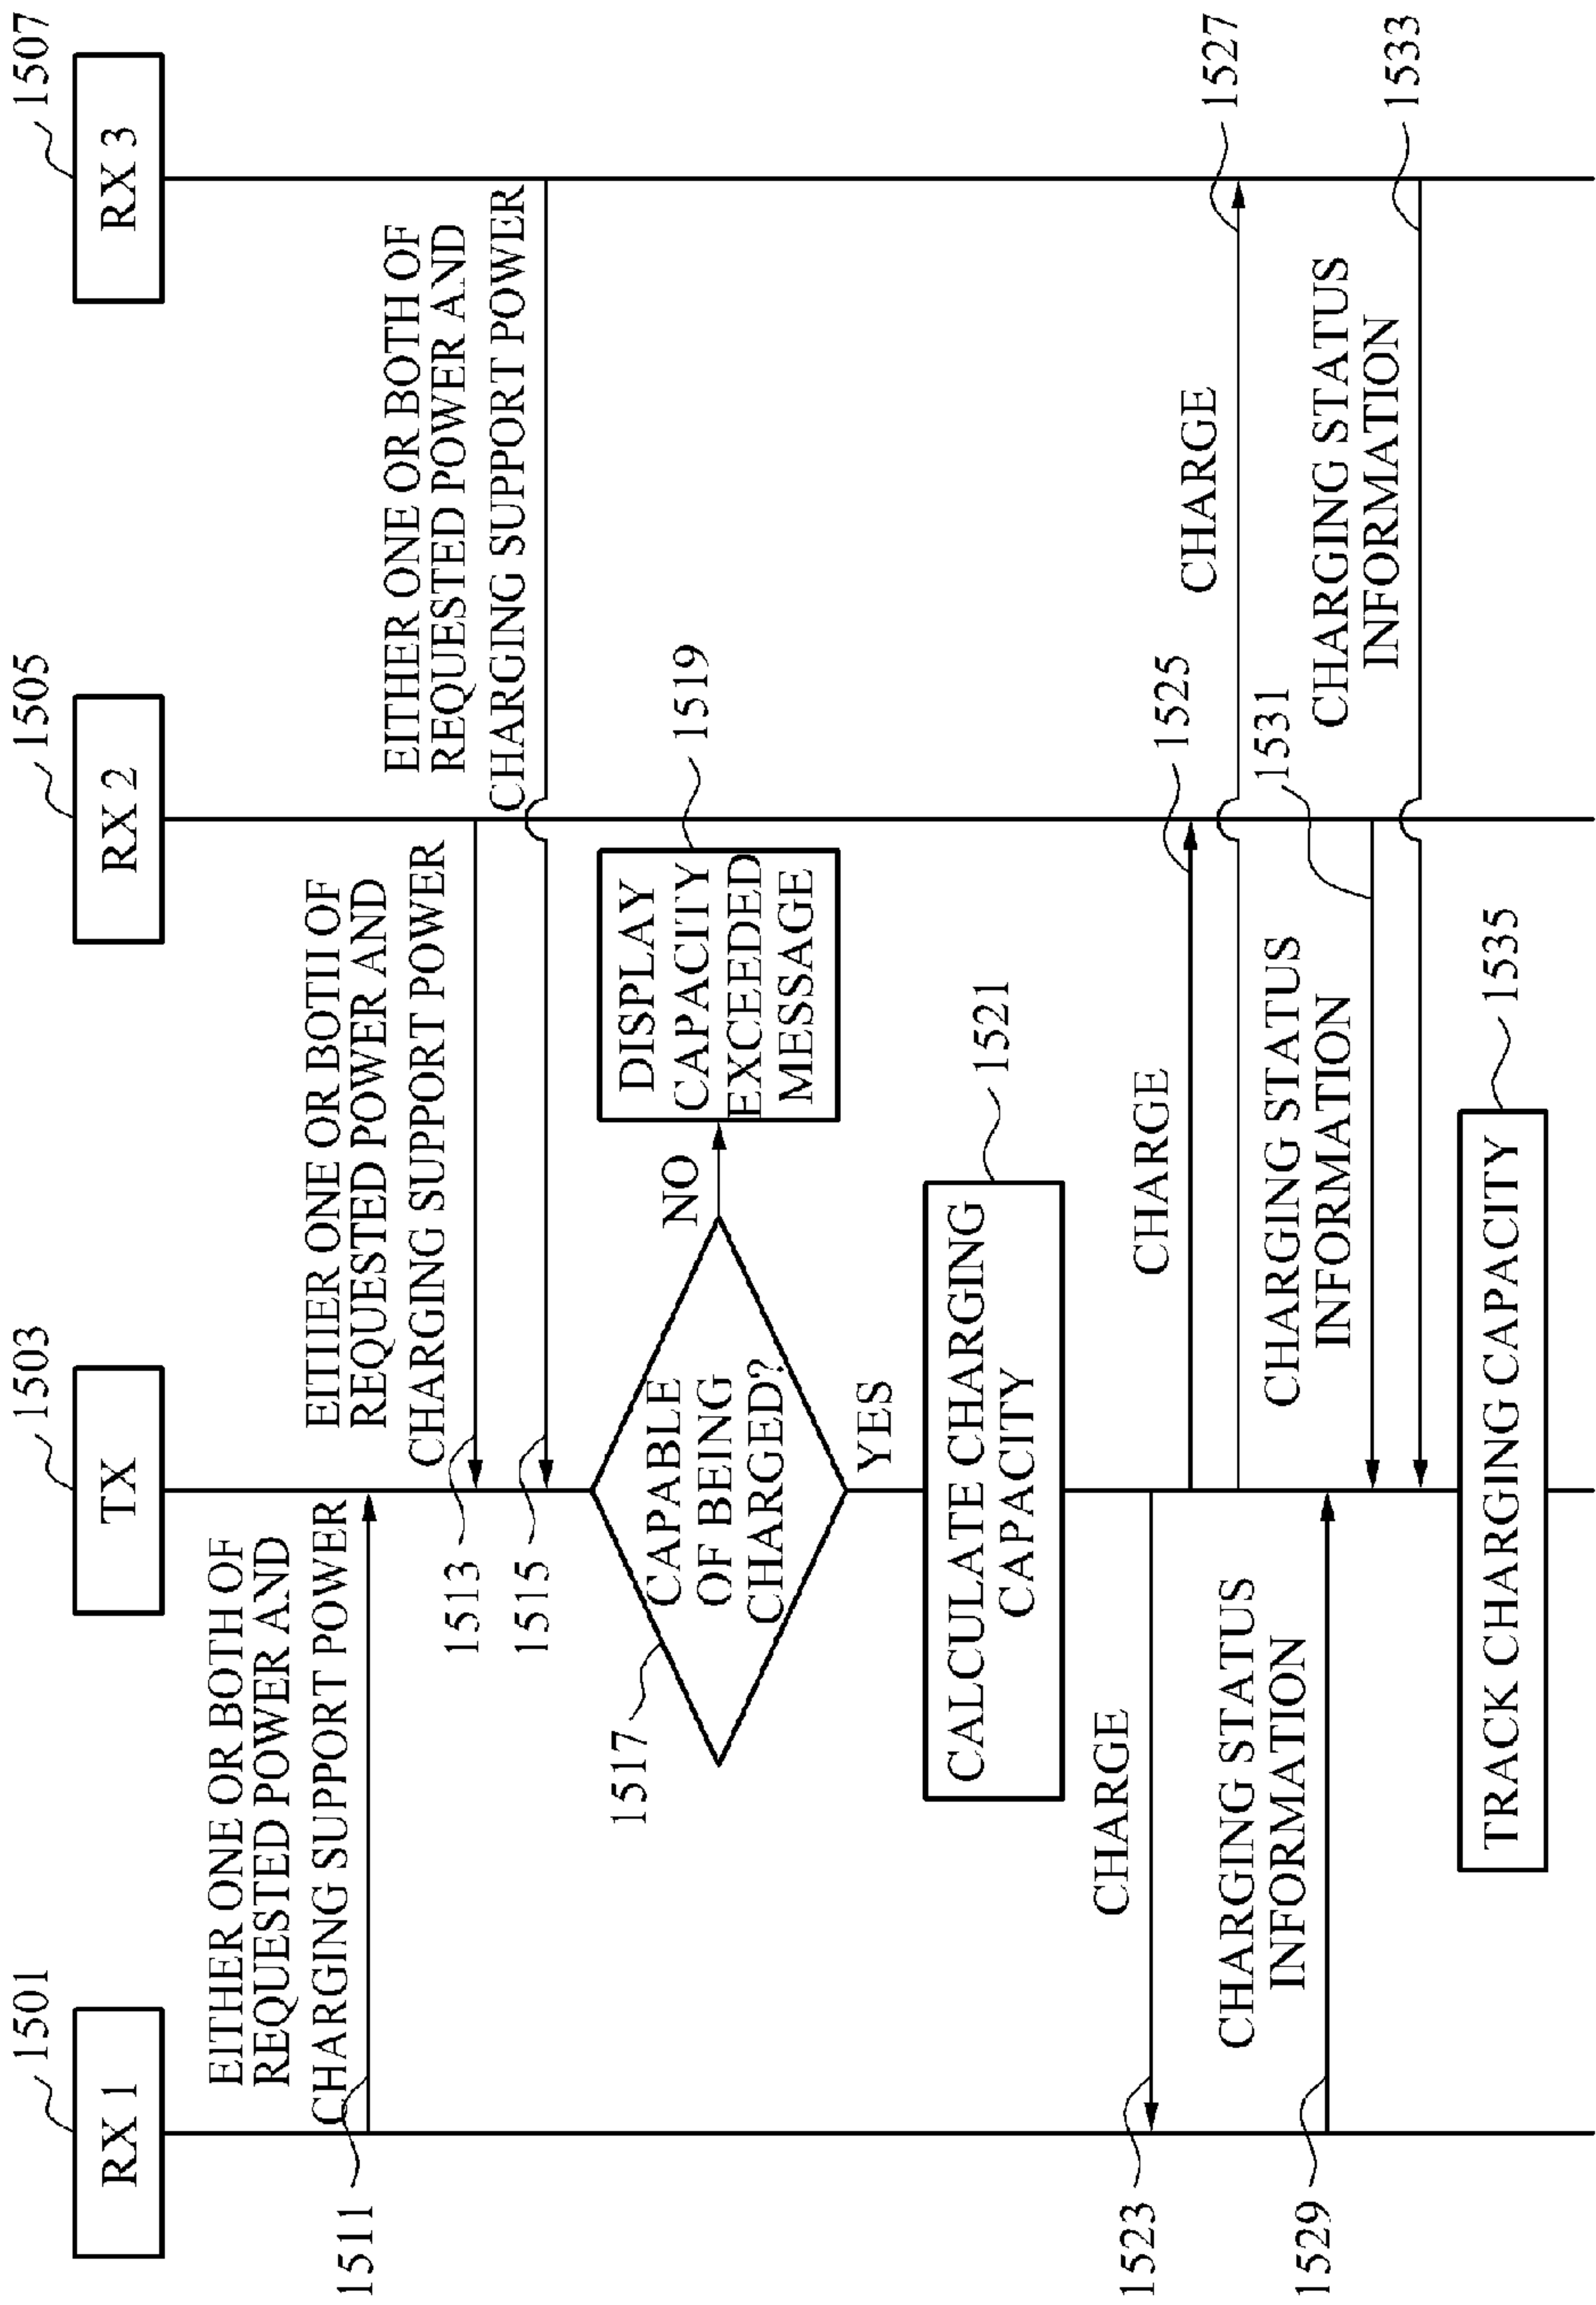 1501
RX 1
1503
TX
1505
RX 2
1507
RX 3
EITHER ONE OR BOTH OF
REQUESTED POWER AND
CHARGING SUPPORT POWER
1511
EITIIER ONE OR BOTII OF
REQUESTED POWER AND
CHARGING SUPPORT POWER
1513
EITHER ONE OR BOTH OF
REQUESTED POWER AND
CHARGING SUPPORT POWER
1515
1517
CAPABLE
OF BEING
CHARGED?
NO
DISPLAY
CAPACITY
EXCEEDED
MESSAGE
1519
YES
CALCULATE CHARGING
CAPACITY
1521
CHARGE
1523
CHARGE
1525
CHARGE
1527
CHARGING STATUS
INFORMATION
1529
CHARGING STATUS
INFORMATION
1531
CHARGING STATUS
INFORMATION
1533
TRACK CHARGING CAPACITY
1535